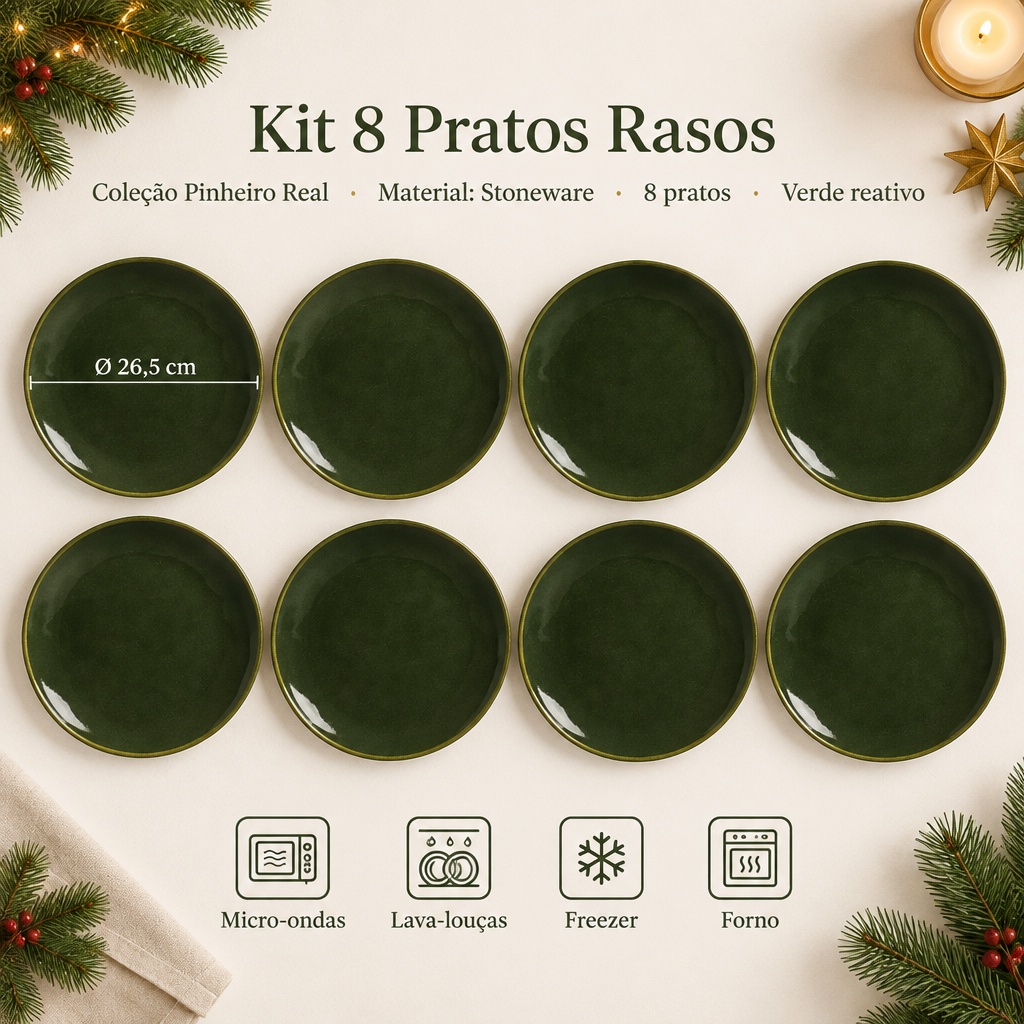 Kit 8 Pratos Rasos
Coleção Pinheiro Real · Material: Stoneware · 8 pratos · Verde reativo
Ø 26,5 cm
Micro-ondas
Lava-louças
Freezer
Forno